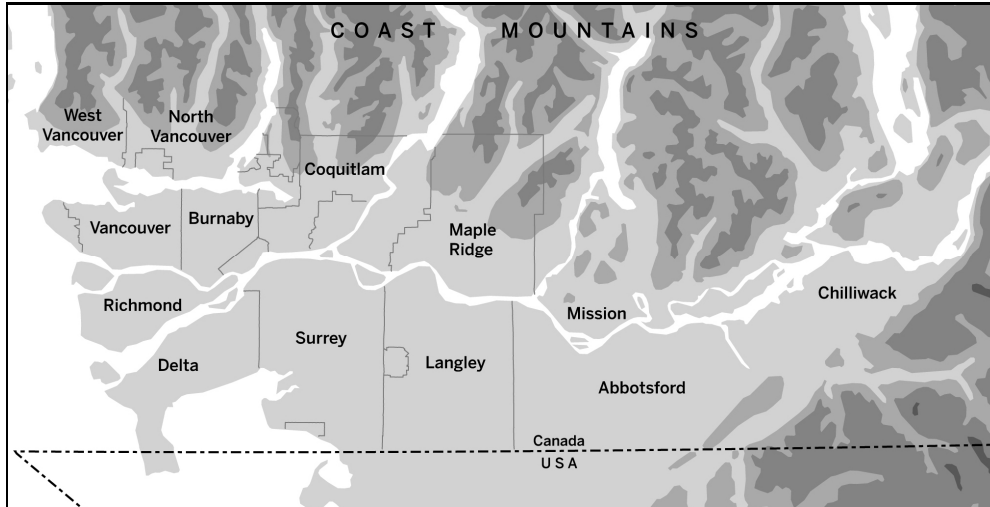 COAST MOUNTAINS
West
Vancouver
North
Vancouver
Coquitlam
Vancouver
Burnaby
Maple
Ridge
Richmond
Mission
Chilliwack
Surrey
Delta
Langley
Abbotsford
Canada
USA